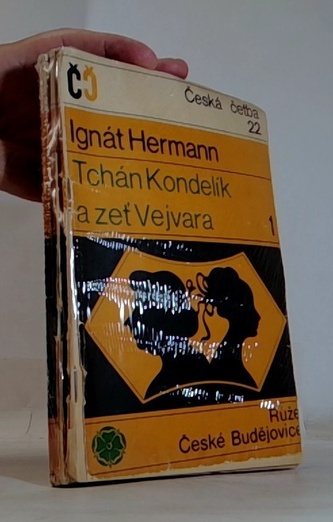 ČČ
Česká četba
22
Ignát Hermann
Tchán Kondelík
a zeť Vejvara
1
Růže
České Budějovice